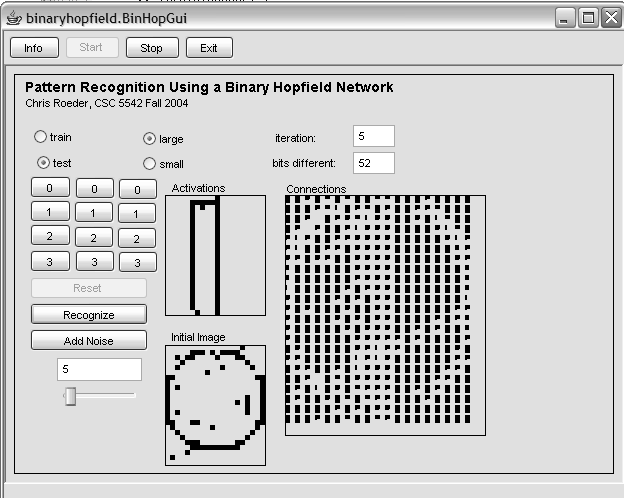 binaryhopfield.BinHopGui
Info Start Stop Exit
Pattern Recognition Using a Binary Hopfield Network
Chris Roeder, CSC 5542 Fall 2004
train large iteration: 5
test small bits different: 52
0 0 0 Activations Connections
1 1 1
2 2 2
3 3 3
Reset
Recognize
Add Noise Initial Image
5